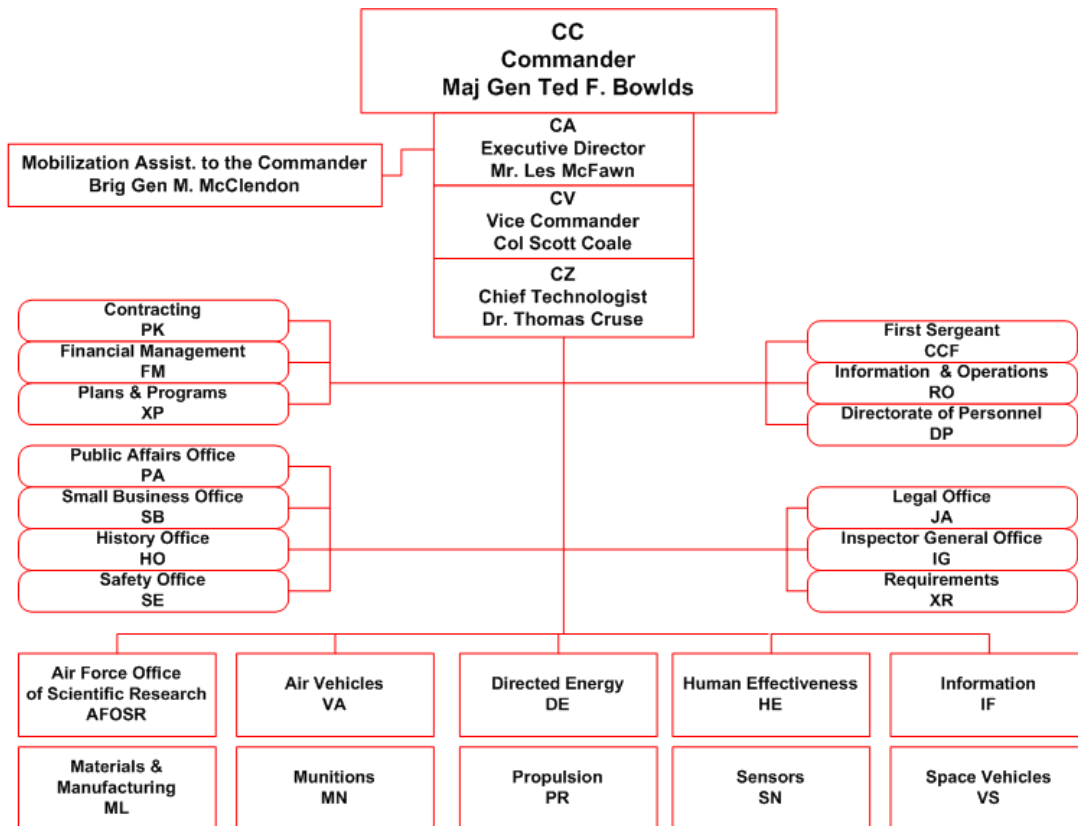 CC
Commander
Maj Gen Ted F. Bowlds
CA
Executive Director
Mr. Les McFawn
Mobilization Assist. to the Commander
Brig Gen M. McClendon
CV
Vice Commander
Col Scott Coale
CZ
Chief Technologist
Dr. Thomas Cruse
Contracting
PK
Financial Management
FM
Plans & Programs
XP
First Sergeant
CCF
Information & Operations
RO
Directorate of Personnel
DP
Public Affairs Office
PA
Small Business Office
SB
History Office
HO
Safety Office
SE
Legal Office
JA
Inspector General Office
IG
Requirements
XR
Air Force Office
of Scientific Research
AFOSR
Air Vehicles
VA
Directed Energy
DE
Human Effectiveness
HE
Information
IF
Materials &
Manufacturing
ML
Munitions
MN
Propulsion
PR
Sensors
SN
Space Vehicles
VS